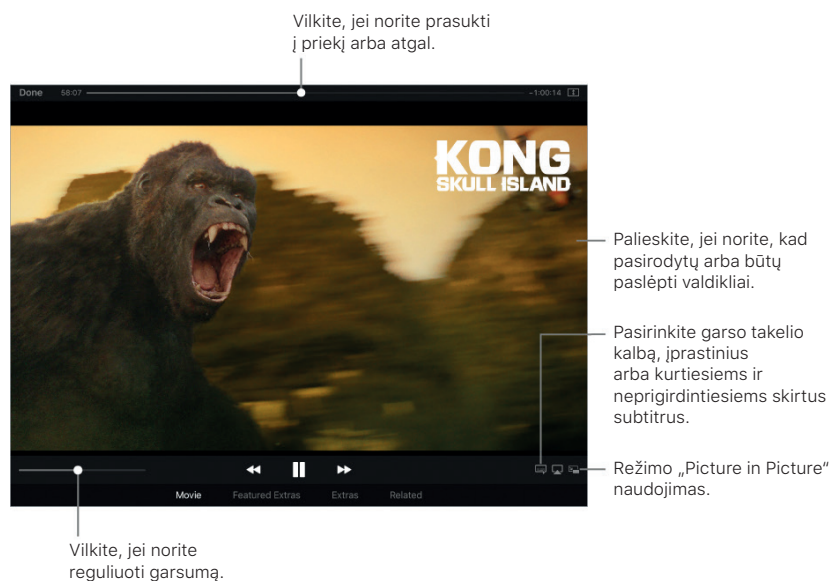 Vilkite, jei norite prasukti
į priekį arba atgal.
Done 58:07 -1:00:14
KONG
SKULL ISLAND
Palieskite, jei norite, kad
pasirodytų arba būtų
paslėpti valdikliai.
Pasirinkite garso takelio
kalbą, įprastinius
arba kurtiesiems ir
neprigirdintiesiems skirtus
subtitrus.
Režimo „Picture in Picture“
naudojimas.
Movie Featured Extras Extras Related
Vilkite, jei norite
reguliuoti garsumą.